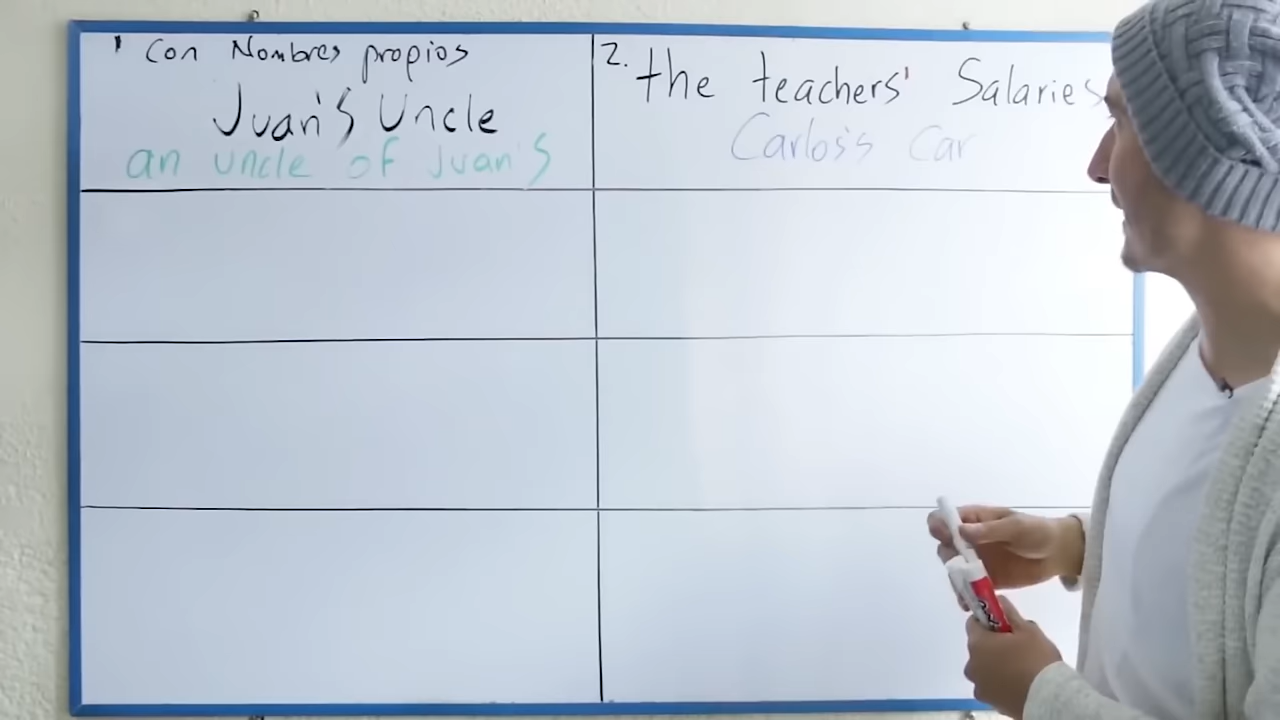 1 Con Nombres propios
Juan's Uncle
an uncle of Juan's
2. the teachers' Salaries
Carlos's Car